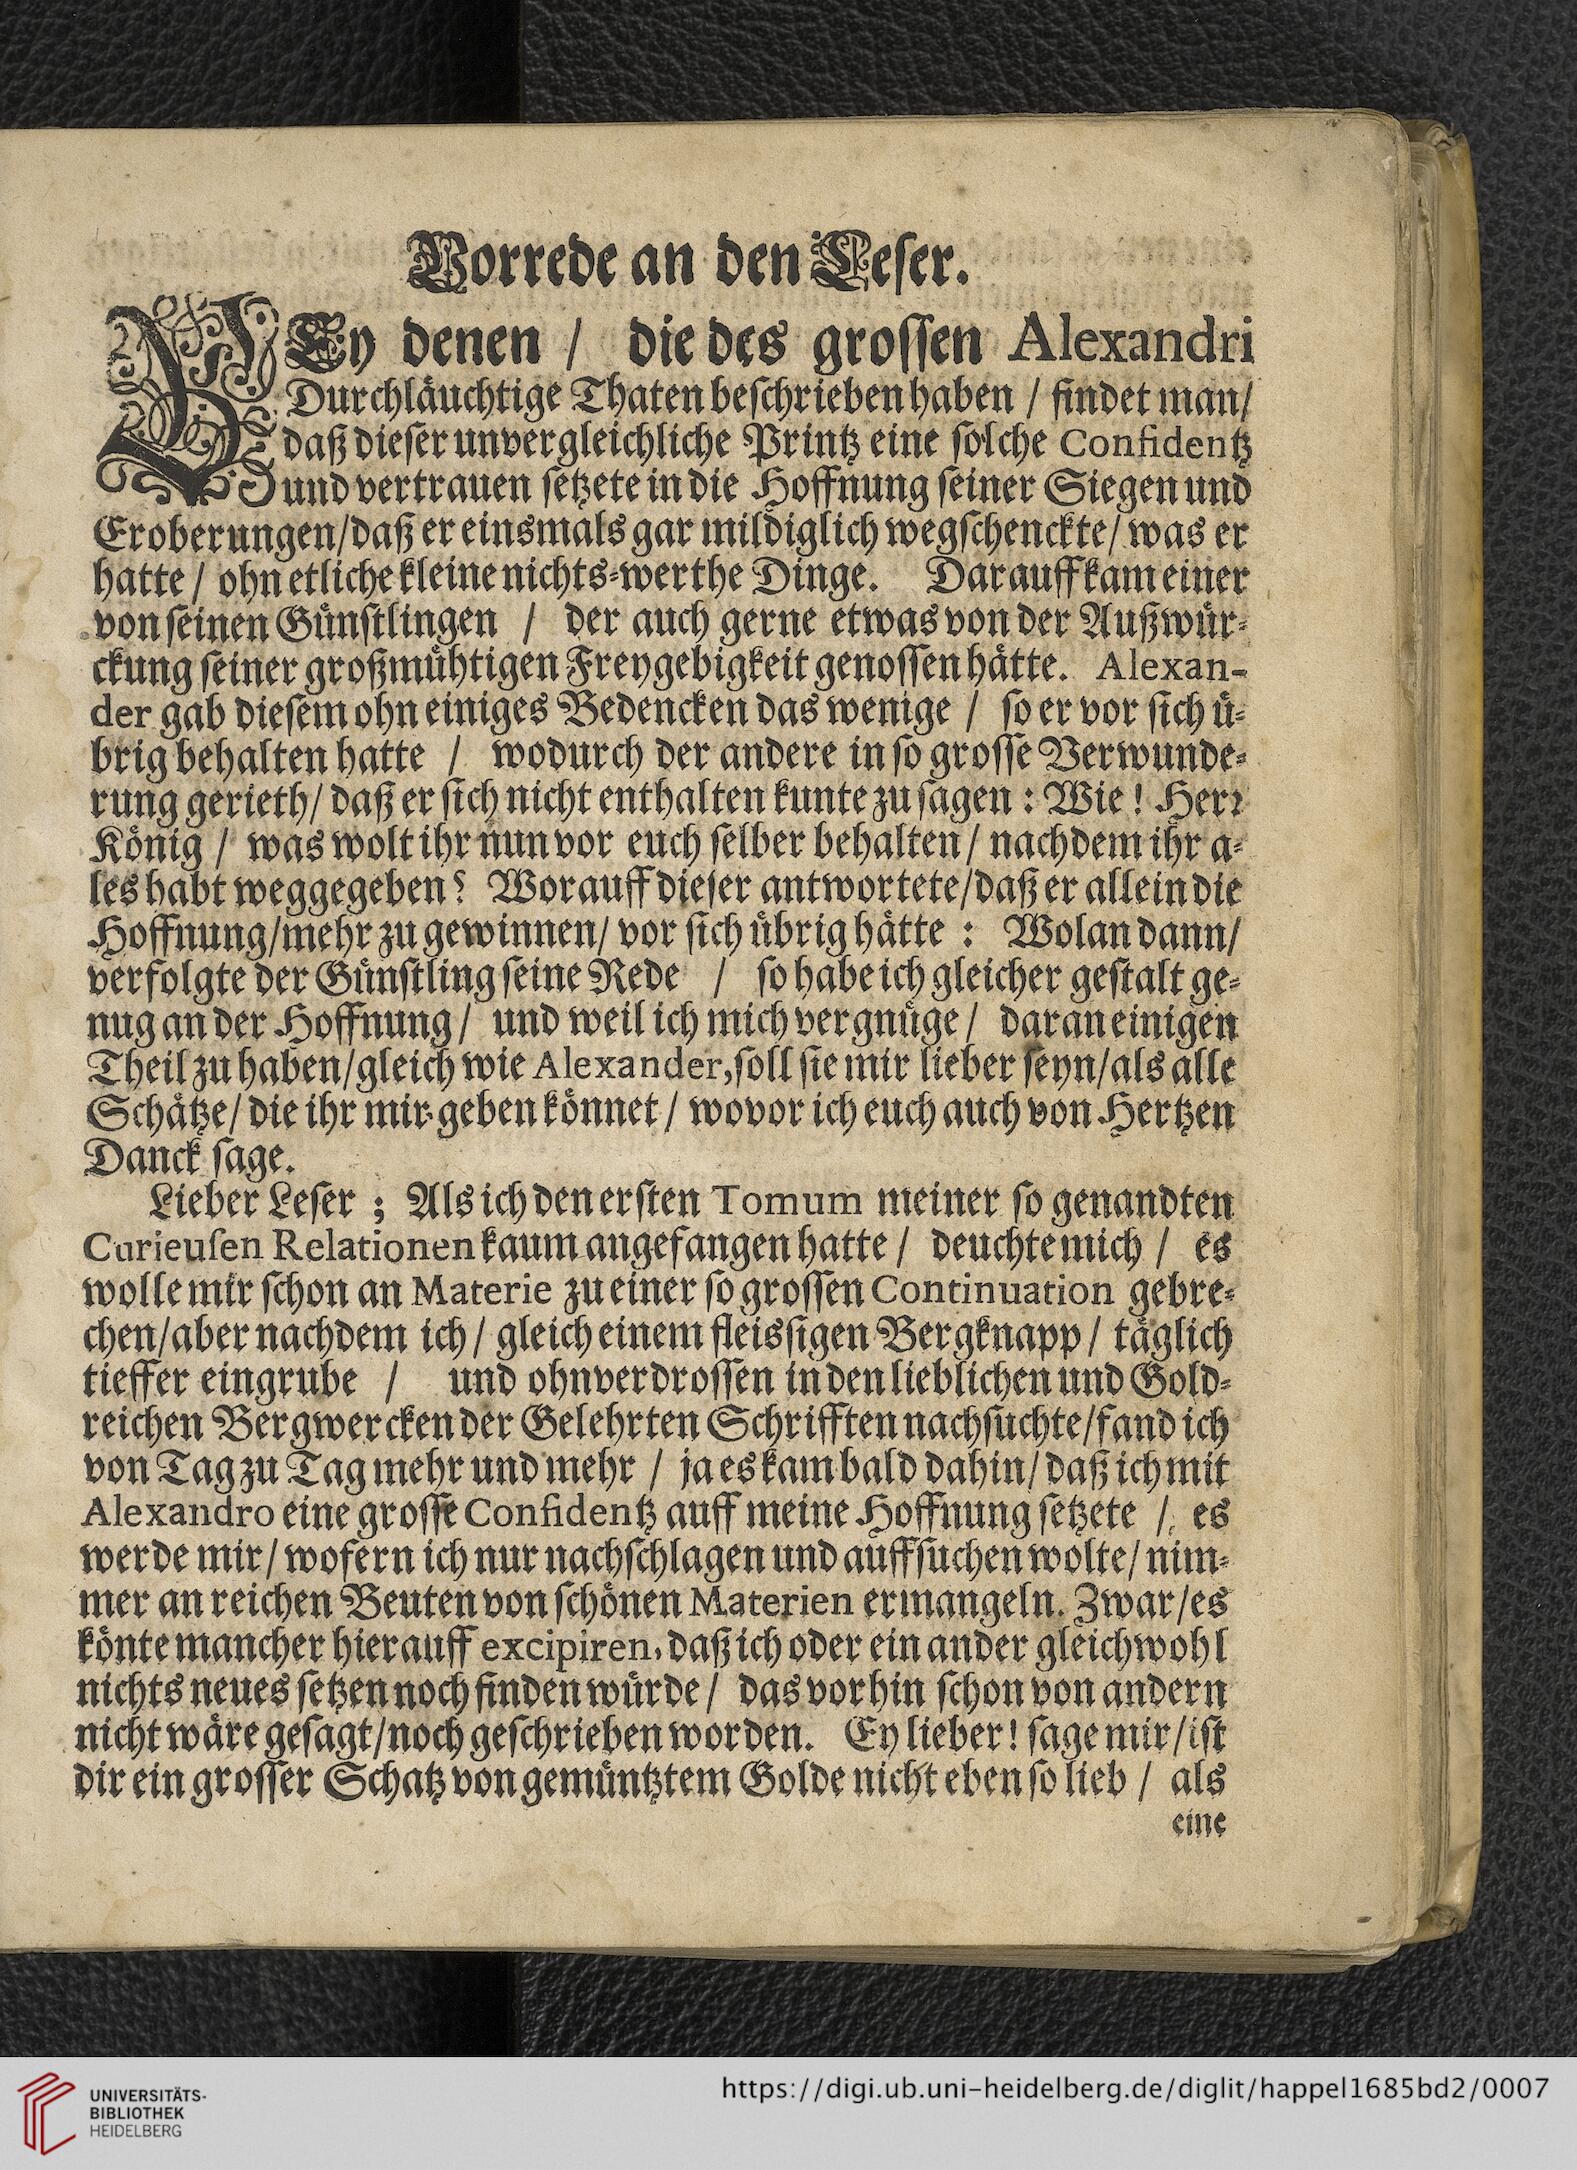 Vorrede an den Leſer.
BEy denen / die des groſſen Alexandri
Durchläuchtige Thaten beſchrieben haben / findet man/
daß dieſer unvergleichliche Printz eine ſolche Confidentz
und vertrauen ſetzete in die Hoffnung ſeiner Siegen und
Eroberungen/daß er einsmals gar mildiglich wegſchenckte/ was er
hatte / ohn etliche kleine nichts-werthe Dinge. Darauff kam einer
von ſeinen Günſtlingen / der auch gerne etwas von der Außwür-
ckung ſeiner großmühtigen Freygebigkeit genoſſen hätte. Alexan-
der gab dieſem ohn einiges Bedencken das wenige / ſo er vor ſich ü-
brig behalten hatte / wodurch der andere in ſo groſſe Verwunde-
rung gerieth/ daß er ſich nicht enthalten kunte zu ſagen : Wie ! Herr
König / was wolt ihr nun vor euch ſelber behalten / nachdem ihr a-
les habt weggegeben? Worauff dieſer antwortete/daß er allein die
Hoffnung/mehr zu gewinnen/ vor ſich übrig hätte : Wolan dann/
verfolgte der Günſtling ſeine Rede / ſo habe ich gleicher geſtalt ge-
nug an der Hoffnung / und weil ich mich vergnüge / daran einigen
Theil zu haben/gleich wie Alexander, ſoll ſie mir lieber ſeyn/als alle
Schätze/ die ihr mir geben könnet / wovor ich euch auch von Hertzen
Danck ſage.
Lieber Leſer ; Als ich den erſten Tomum meiner ſo genandten
Curieuſen Relationen kaum angefangen hatte / deuchte mich / es
wolle mir ſchon an Materie zu einer ſo groſſen Continuation gebre-
chen/aber nachdem ich / gleich einem fleisſigen Bergknapp / täglich
tieffer eingrube / und ohnverdroſſen in den lieblichen und Gold-
reichen Bergwercken der Gelehrten Schrifften nachſuchte/fand ich
von Tag zu Tag mehr und mehr / ja es kam bald dahin/ daß ich mit
Alexandro eine groſſe Confidentz auff meine Hoffnung ſetzete / es
werde mir/ wofern ich nur nachſchlagen und auffſuchen wolte/ nim-
mer an reichen Beuten von ſchönen Materien ermangeln. Zwar/es
könte mancher hierauff excipiren, daß ich oder ein ander gleichwohl
nichts neues ſetzen noch finden würde / das vorhin ſchon von andern
nicht wäre geſagt/noch geſchrieben worden. Ey lieber! ſage mir/iſt
dir ein groſſer Schatz von gemüntztem Golde nicht eben ſo lieb / als
eine
UNIVERSITÄTS-
BIBLIOTHEK
HEIDELBERG
https://digi.ub.uni-heidelberg.de/diglit/happel1685bd2/0007